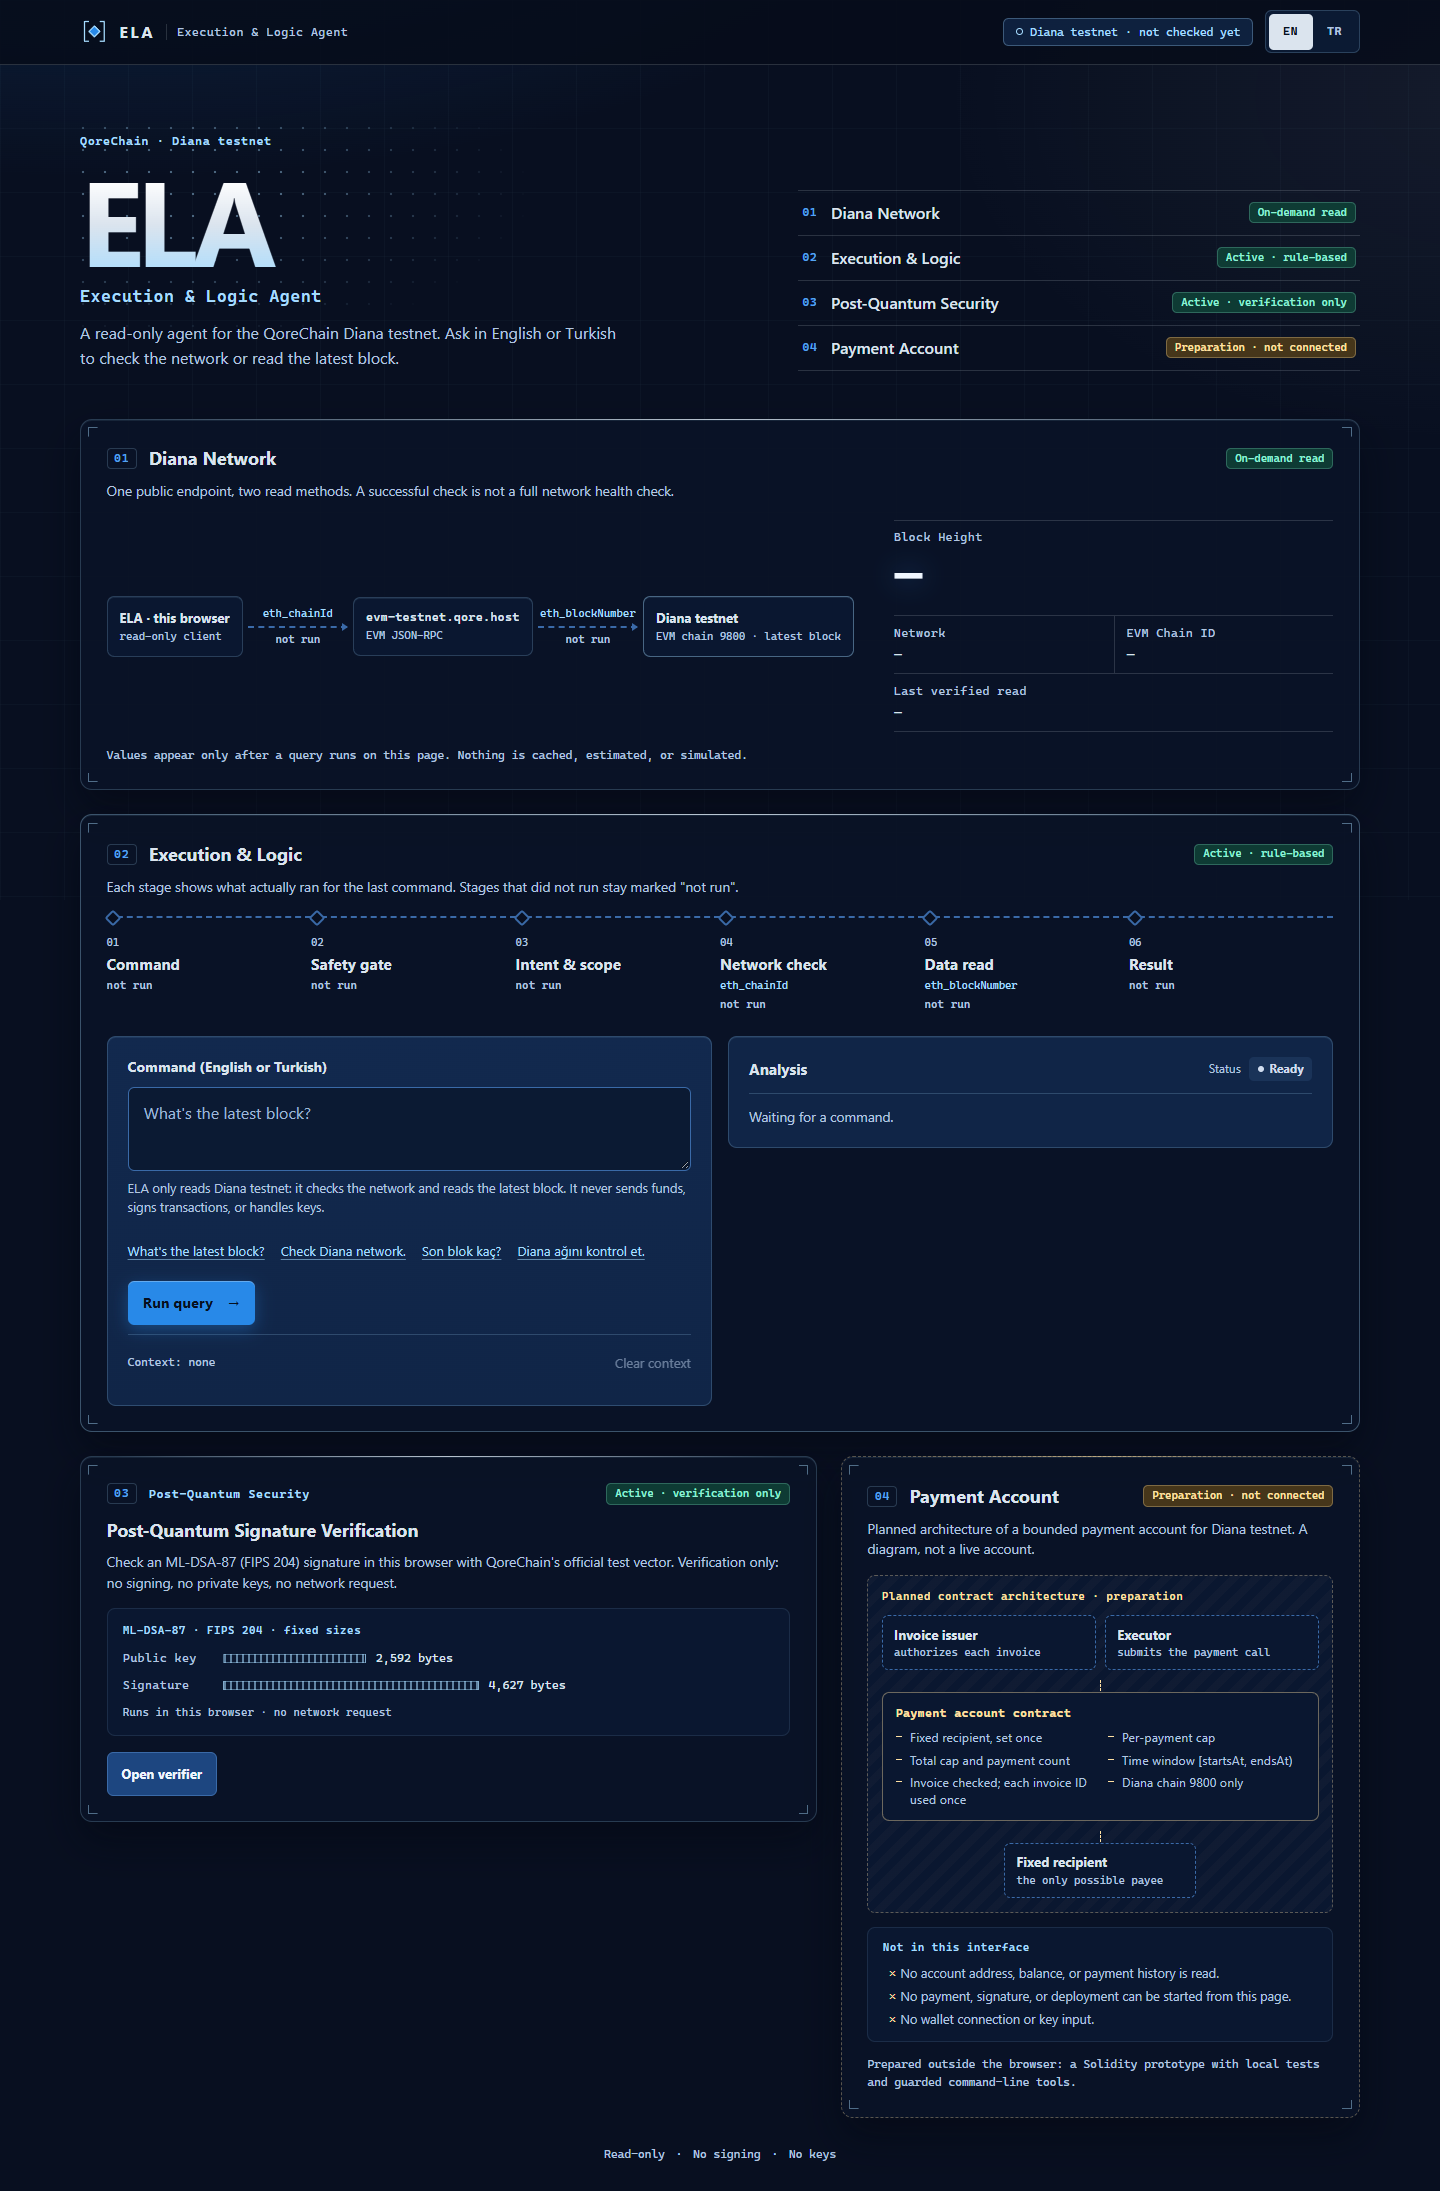 ELA
Execution & Logic Agent
Diana testnet · not checked yet
EN
TR
QoreChain · Diana testnet
ELA
Execution & Logic Agent
A read-only agent for the QoreChain Diana testnet. Ask in English or Turkish
to check the network or read the latest block.
01 Diana Network On-demand read
02 Execution & Logic Active · rule-based
03 Post-Quantum Security Active · verification only
04 Payment Account Preparation · not connected
01 Diana Network On-demand read
One public endpoint, two read methods. A successful check is not a full network health check.
ELA · this browser
read-only client
eth_chainId
not run
evm-testnet.qore.host
EVM JSON-RPC
eth_blockNumber
not run
Diana testnet
EVM chain 9800 · latest block
Block Height
—
Network
—
EVM Chain ID
—
Last verified read
—
Values appear only after a query runs on this page. Nothing is cached, estimated, or simulated.
02 Execution & Logic Active · rule-based
Each stage shows what actually ran for the last command. Stages that did not run stay marked "not run".
01
Command
not run
02
Safety gate
not run
03
Intent & scope
not run
04
Network check
eth_chainId
not run
05
Data read
eth_blockNumber
not run
06
Result
not run
Command (English or Turkish)
What's the latest block?
ELA only reads Diana testnet: it checks the network and reads the latest block. It never sends funds,
signs transactions, or handles keys.
What's the latest block? Check Diana network. Son blok kaç? Diana ağını kontrol et.
Run query →
Context: none
Clear context
Analysis
Status
Ready
Waiting for a command.
03 Post-Quantum Security Active · verification only
Post-Quantum Signature Verification
Check an ML-DSA-87 (FIPS 204) signature in this browser with QoreChain's official test vector. Verification only:
no signing, no private keys, no network request.
ML-DSA-87 · FIPS 204 · fixed sizes
Public key 2,592 bytes
Signature 4,627 bytes
Runs in this browser · no network request
Open verifier
04 Payment Account Preparation · not connected
Planned architecture of a bounded payment account for Diana testnet. A
diagram, not a live account.
Planned contract architecture · preparation
Invoice issuer
authorizes each invoice
Executor
submits the payment call
Payment account contract
– Fixed recipient, set once
– Per-payment cap
– Total cap and payment count
– Time window [startsAt, endsAt)
– Invoice checked; each invoice ID
used once
– Diana chain 9800 only
Fixed recipient
the only possible payee
Not in this interface
× No account address, balance, or payment history is read.
× No payment, signature, or deployment can be started from this page.
× No wallet connection or key input.
Prepared outside the browser: a Solidity prototype with local tests
and guarded command-line tools.
Read-only · No signing · No keys